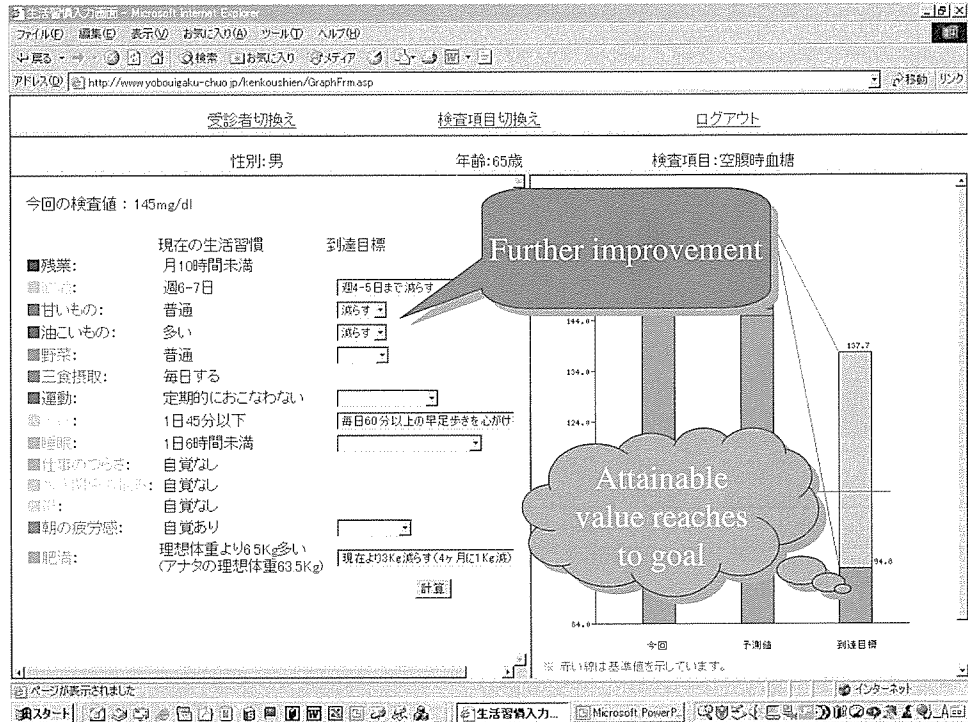 生活習慣入力画面 - Microsoft Internet Explorer
ファイル(F) 編集(E) 表示(V) お気に入り(A) ツール(T) ヘルプ(H)
戻る 検索 お気に入り メディア
アドレス(D) http://www.yobouigaku-chuo.jp/kenkoushien/GraphFrm.asp 移動 リンク
受診者切換え 検査項目切換え ログアウト
性別:男 年齢:65歳 検査項目:空腹時血糖
今回の検査値：145mg/dl
現在の生活習慣 到達目標
■残業: 月10時間未満
週6-7日 週4-5日まで減らす
■甘いもの: 普通 減らす
■油こいもの: 多い 減らす
■野菜: 普通
■三食摂取: 毎日する
■運動: 定期的におこなわない
1日45分以下 毎日60分以上の早足歩きを心がけ
■睡眠: 1日6時間未満
■仕事のつらさ: 自覚なし
自覚なし
自覚なし
■朝の疲労感: 自覚あり
■肥満: 理想体重より6.5Kg多い
(アナタの理想体重63.5Kg) 現在より3Kg減らす(4ヶ月に1Kg減)
計算
Further improvement
144.0
134.0
124.0
137.7
Attainable
value reaches
to goal
94.8
84.0
今回 予測値 到達目標
※ 赤い線は基準値を示しています。
ページが表示されました インターネット
スタート 生活習慣入力... Microsoft PowerP...